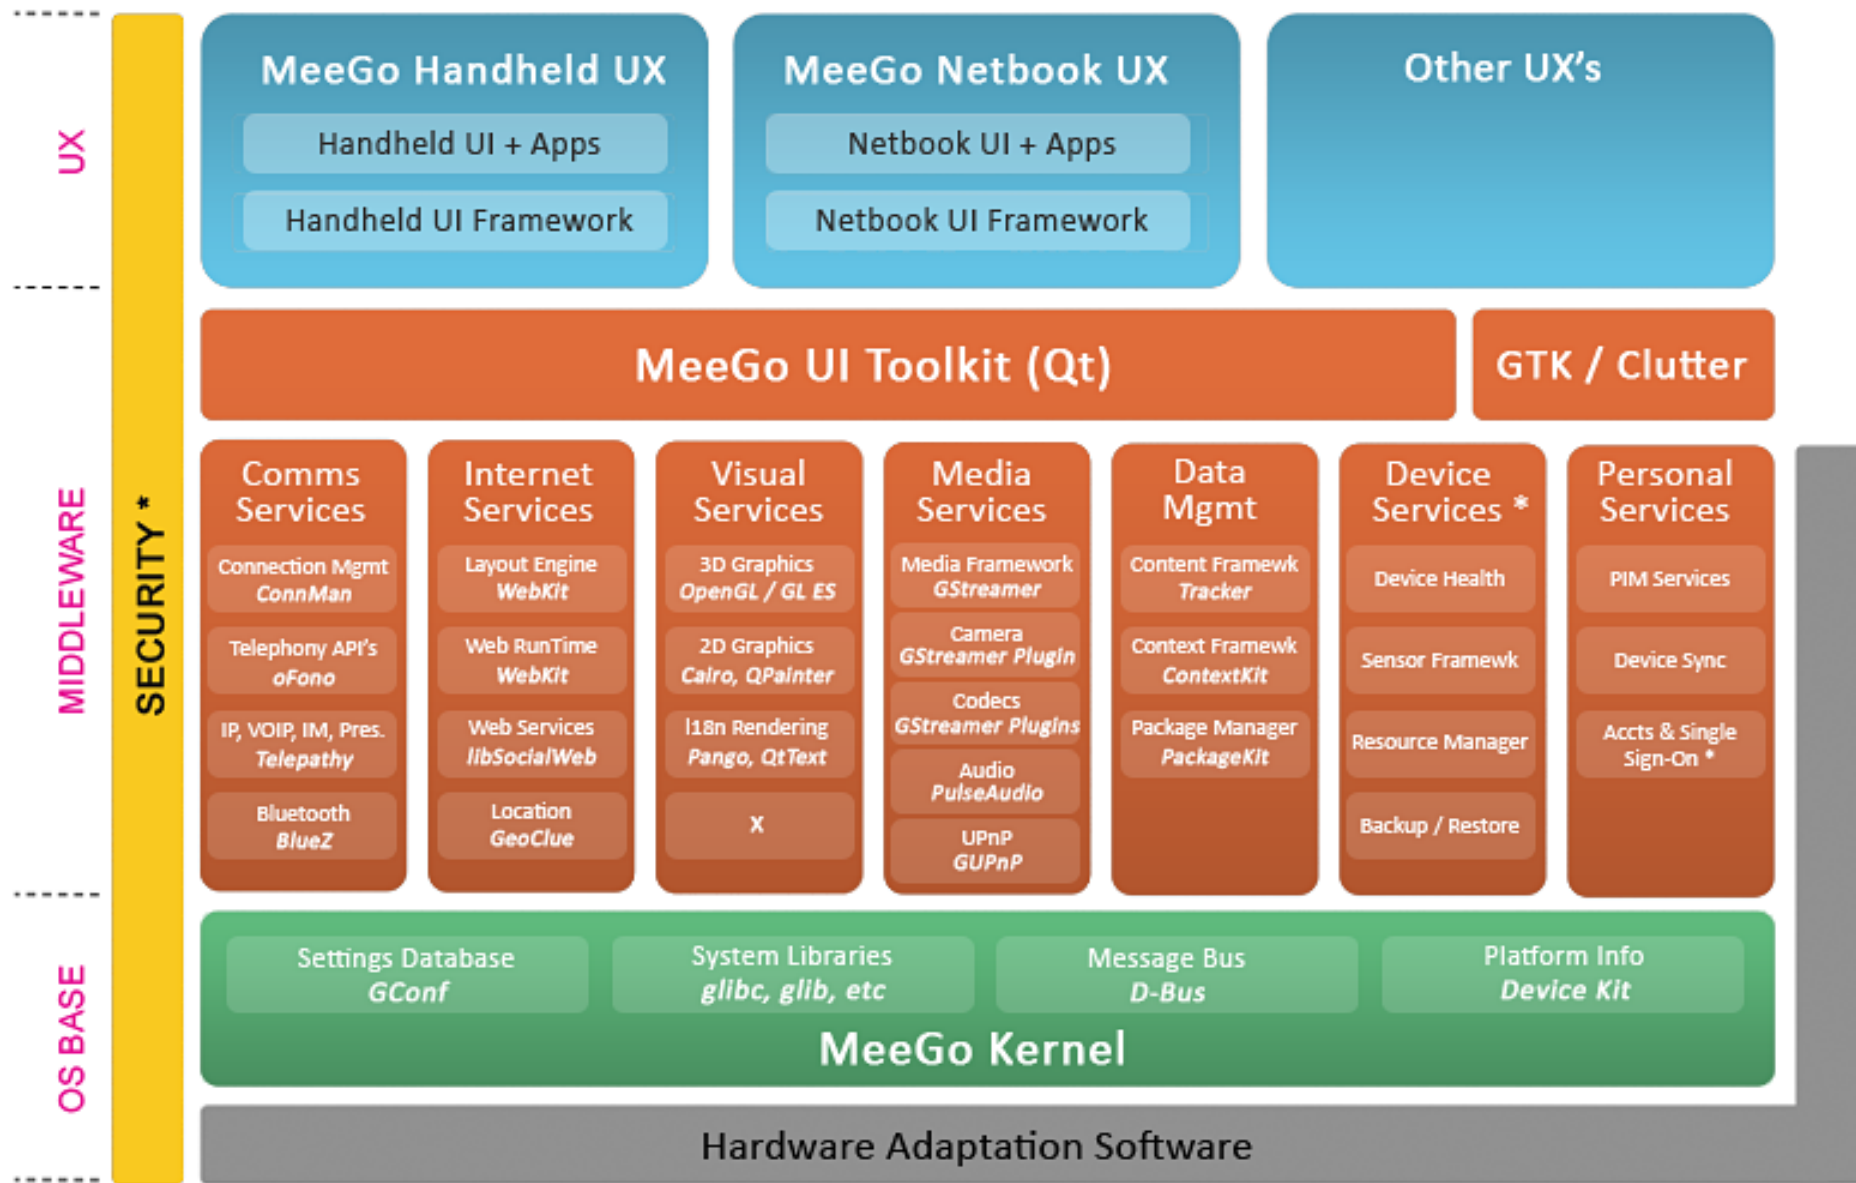 UX
MIDDLEWARE
OS BASE
SECURITY *
MeeGo Handheld UX
Handheld UI + Apps
Handheld UI Framework
MeeGo Netbook UX
Netbook UI + Apps
Netbook UI Framework
Other UX's
MeeGo UI Toolkit (Qt)
GTK / Clutter
Comms
Services
Connection Mgmt
ConnMan
Telephony API's
oFono
IP, VOIP, IM, Pres.
Telepathy
Bluetooth
BlueZ
Internet
Services
Layout Engine
WebKit
Web RunTime
WebKit
Web Services
libSocialWeb
Location
GeoClue
Visual
Services
3D Graphics
OpenGL / GL ES
2D Graphics
Cairo, QPainter
I18n Rendering
Pango, QtText
X
Media
Services
Media Framework
GStreamer
Camera
GStreamer Plugin
Codecs
GStreamer Plugins
Audio
PulseAudio
UPnP
GUPnP
Data
Mgmt
Content Framewk
Tracker
Context Framewk
ContextKit
Package Manager
PackageKit
Device
Services *
Device Health
Sensor Framewk
Resource Manager
Backup / Restore
Personal
Services
PIM Services
Device Sync
Accts & Single
Sign-On *
Settings Database
GConf
System Libraries
glibc, glib, etc
Message Bus
D-Bus
Platform Info
Device Kit
MeeGo Kernel
Hardware Adaptation Software